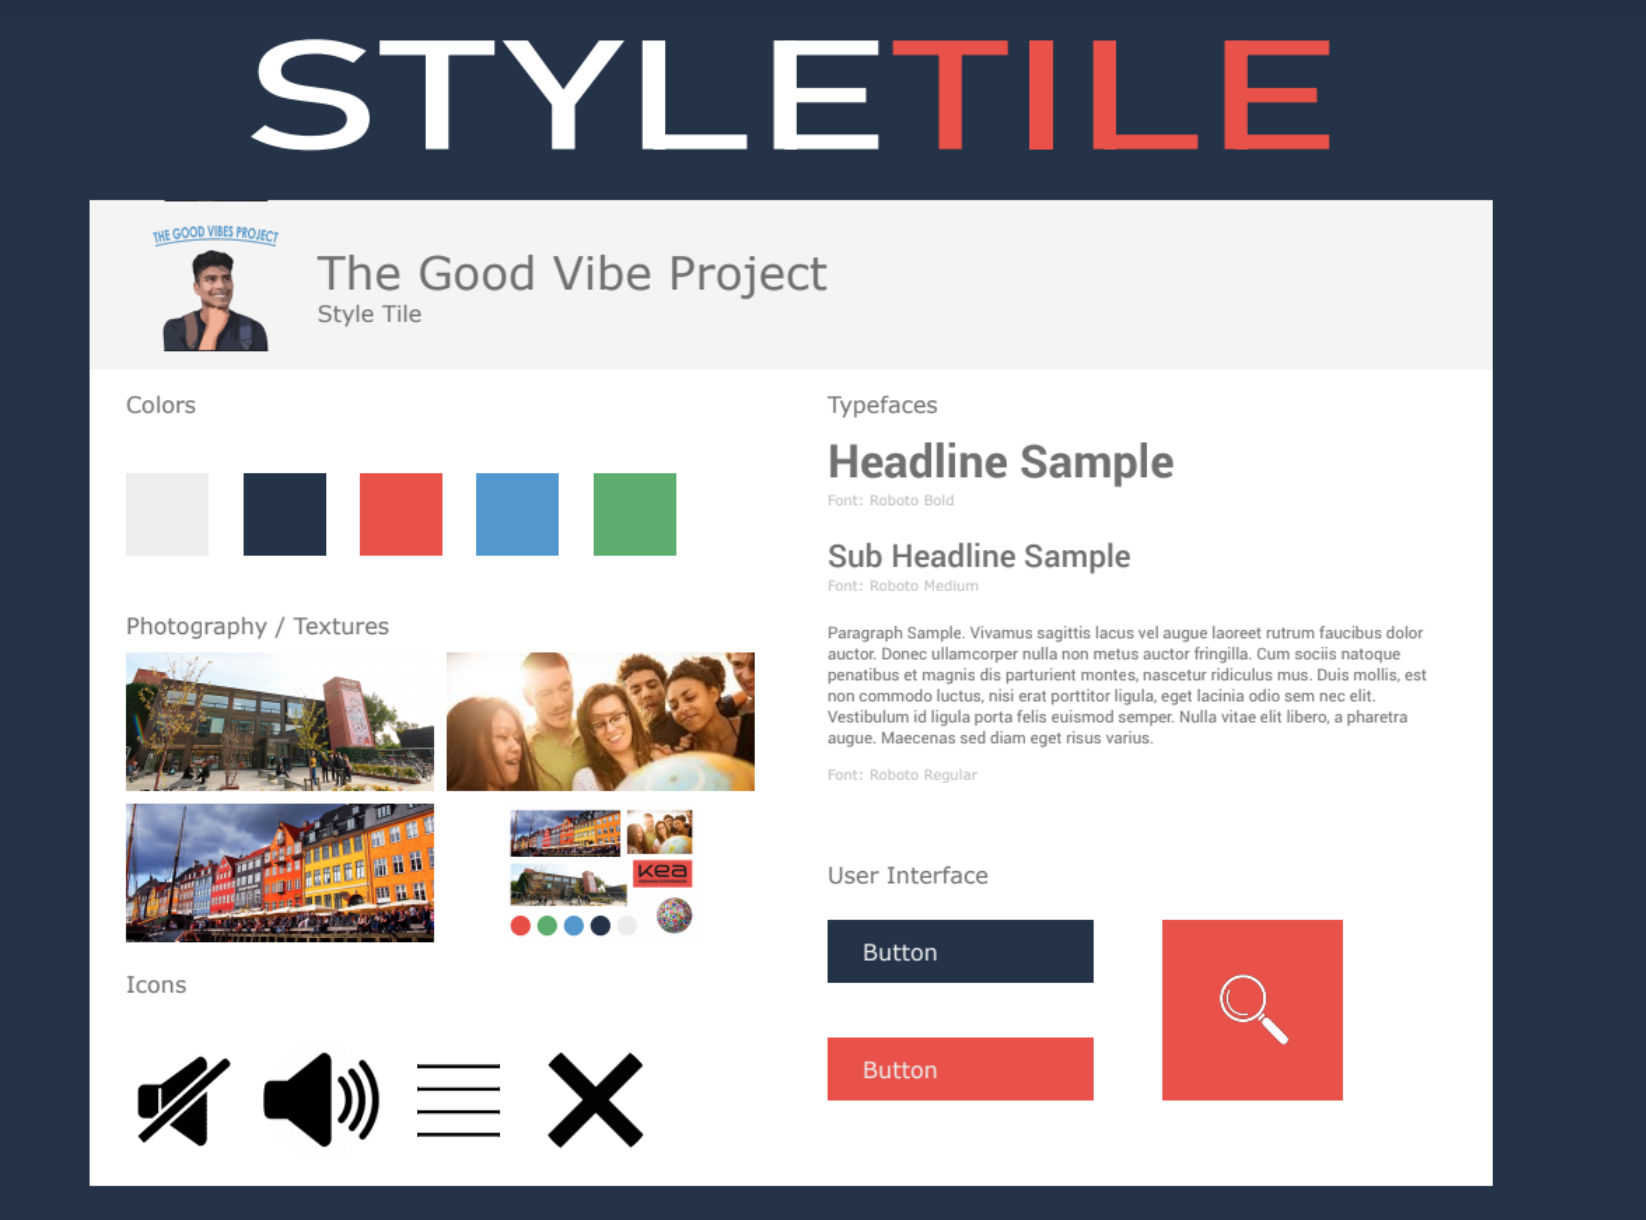 STYLETILE
THE GOOD VIBES PROJECT
The Good Vibe Project
Style Tile
Colors
Photography / Textures
kea
kea
Icons
Typefaces
Headline Sample
Font: Roboto Bold
Sub Headline Sample
Font: Roboto Medium
Paragraph Sample. Vivamus sagittis lacus vel augue laoreet rutrum faucibus dolor
auctor. Donec ullamcorper nulla non metus auctor fringilla. Cum sociis natoque
penatibus et magnis dis parturient montes, nascetur ridiculus mus. Duis mollis, est
non commodo luctus, nisi erat porttitor ligula, eget lacinia odio sem nec elit.
Vestibulum id ligula porta felis euismod semper. Nulla vitae elit libero, a pharetra
augue. Maecenas sed diam eget risus varius.
Font: Roboto Regular
User Interface
Button
Button